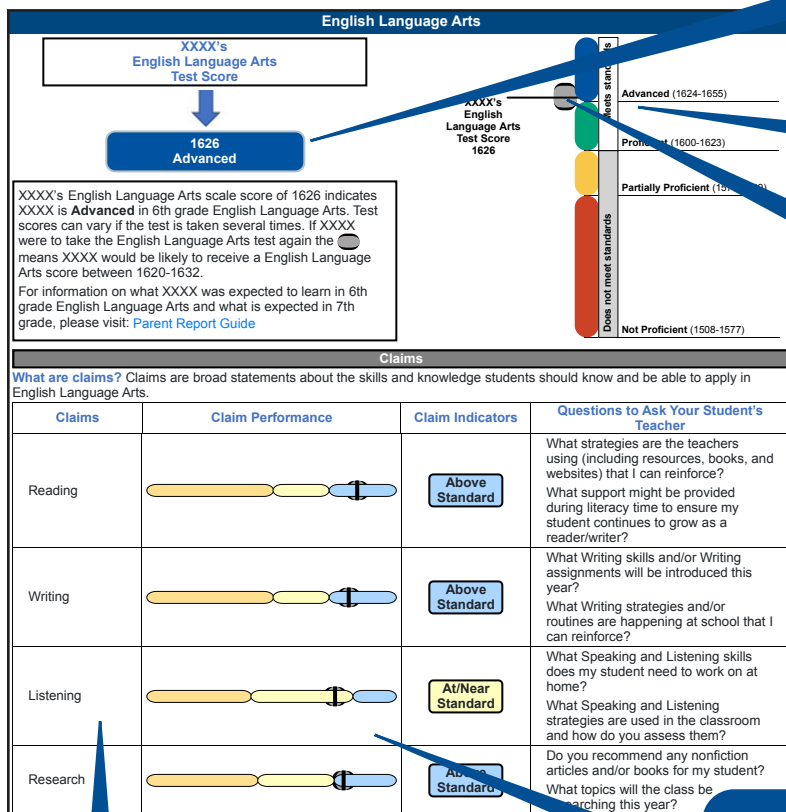 English Language Arts
XXXX's
English Language Arts
Test Score
1626
Advanced
XXXX's
English
Language Arts
Test Score
1626
Meets standards
Does not meet standards
Advanced (1624-1655)
Proficient (1600-1623)
Partially Proficient
Not Proficient (1508-1577)
XXXX's English Language Arts scale score of 1626 indicates
XXXX is Advanced in 6th grade English Language Arts. Test
scores can vary if the test is taken several times. If XXXX
were to take the English Language Arts test again the
means XXXX would be likely to receive a English Language
Arts score between 1620-1632.
For information on what XXXX was expected to learn in 6th
grade English Language Arts and what is expected in 7th
grade, please visit: Parent Report Guide
Claims
What are claims? Claims are broad statements about the skills and knowledge students should know and be able to apply in
English Language Arts.
Claims
Claim Performance
Claim Indicators
Questions to Ask Your Student's
Teacher
Reading
Above
Standard
What strategies are the teachers
using (including resources, books, and
websites) that I can reinforce?
What support might be provided
during literacy time to ensure my
student continues to grow as a
reader/writer?
Writing
Above
Standard
What Writing skills and/or Writing
assignments will be introduced this
year?
What Writing strategies and/or
routines are happening at school that I
can reinforce?
Listening
At/Near
Standard
What Speaking and Listening skills
does my student need to work on at
home?
What Speaking and Listening
strategies are used in the classroom
and how do you assess them?
Research
Above
Standard
Do you recommend any nonfiction
articles and/or books for my student?
What topics will the class be
researching this year?